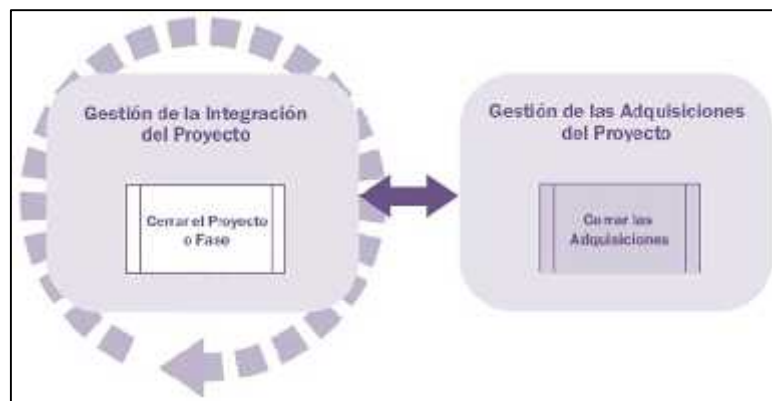 Gestión de la Integración
del Proyecto
Cerrar el Proyecto
o Fase
Gestión de las Adquisiciones
del Proyecto
Cerrar las
Adquisiciones